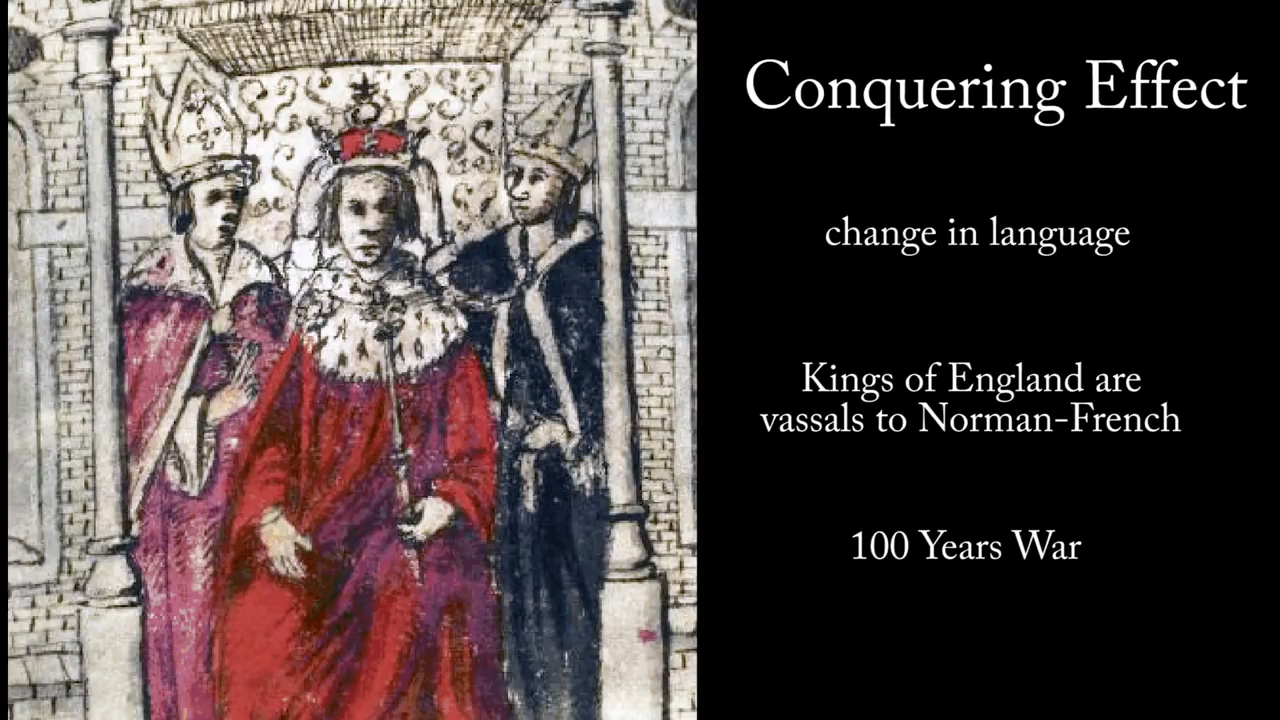 Conquering Effect
change in language
Kings of England are
vassals to Norman-French
100 Years War